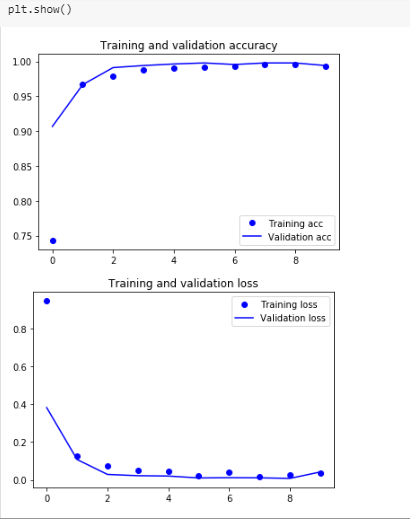 plt.show()
Training and validation accuracy
1.00
0.95
0.90
0.85
0.80
0.75
Training acc
Validation acc
0 2 4 6 8
Training and validation loss
Training loss
Validation loss
0.8
0.6
0.4
0.2
0.0
0 2 4 6 8